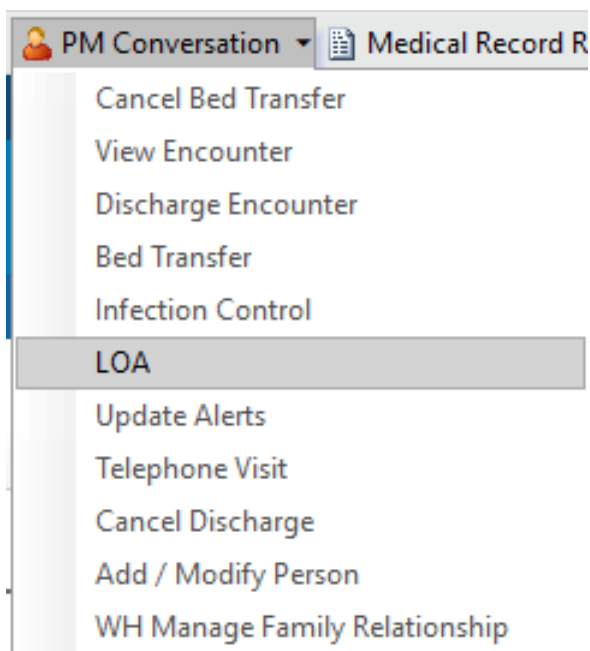 PM Conversation Medical Record R
Cancel Bed Transfer
View Encounter
Discharge Encounter
Bed Transfer
Infection Control
LOA
Update Alerts
Telephone Visit
Cancel Discharge
Add / Modify Person
WH Manage Family Relationship